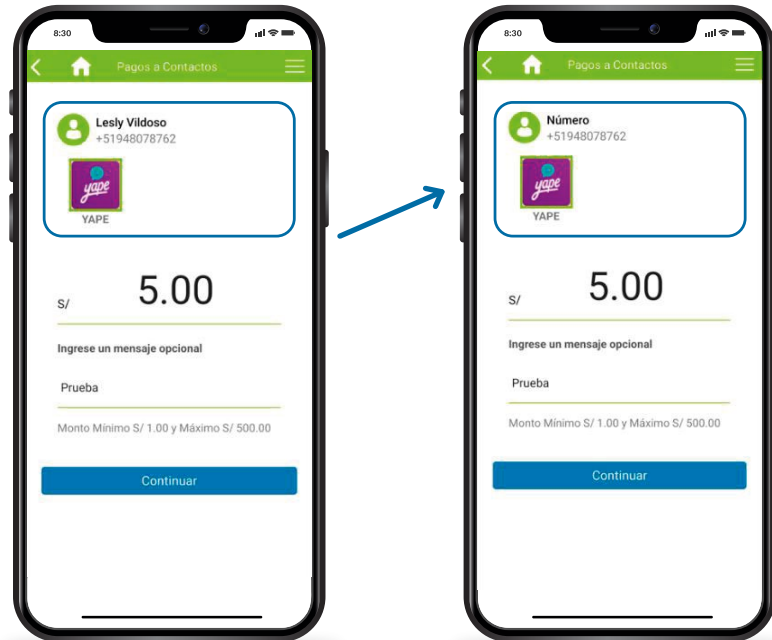 8:30
Pagos a Contactos
Lesly Vildoso
+51948078762
yape
YAPE
S/ 5.00
Ingrese un mensaje opcional
Prueba
Monto Mínimo S/ 1.00 y Máximo S/ 500.00
Continuar
8:30
Pagos a Contactos
Número
+51948078762
yape
YAPE
S/ 5.00
Ingrese un mensaje opcional
Prueba
Monto Mínimo S/ 1.00 y Máximo S/ 500.00
Continuar